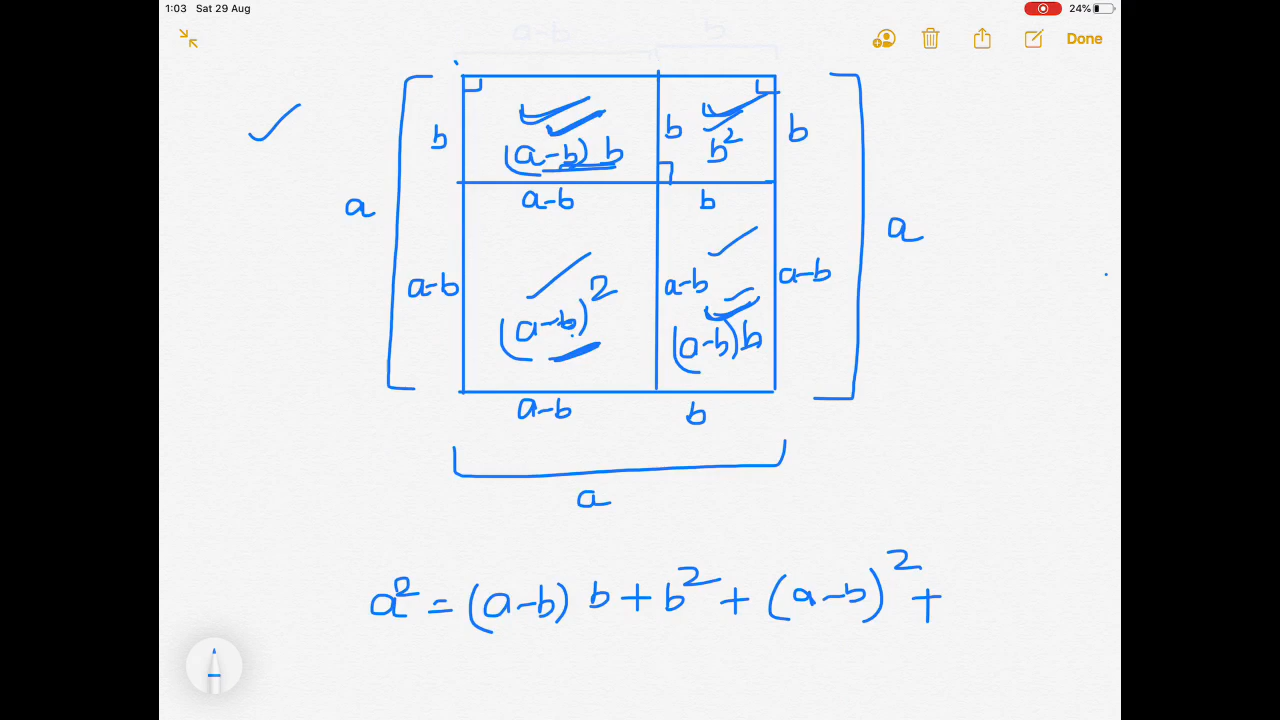 1:03 Sat 29 Aug
24%
Done
a-b b
b (a-b) b b b² b
a-b b
a a
a-b (a-b)² a-b a-b
(a-b)b
a-b b
a
a² = (a-b) b + b² + (a-b)² +